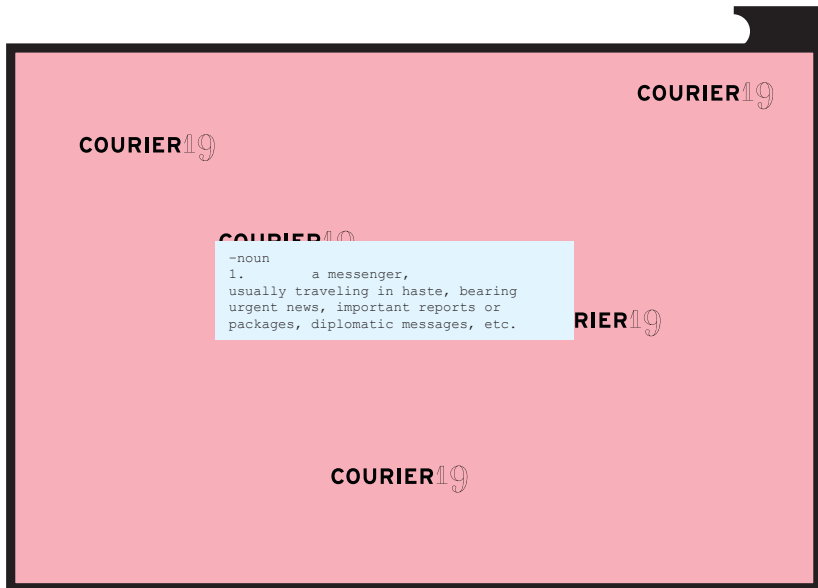 COURIER19
COURIER19
COURIER19
-noun
1. a messenger,
usually traveling in haste, bearing
urgent news, important reports or
packages, diplomatic messages, etc.
RIER19
COURIER19